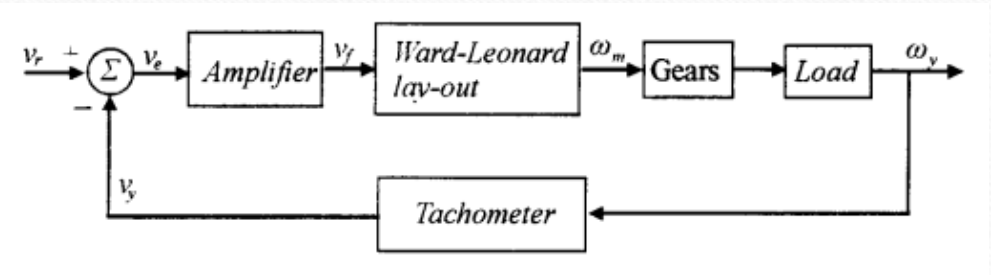 v_r + Σ − v_e Amplifier v_f Ward-Leonard lay-out ω_m Gears Load ω_y
v_y Tachometer